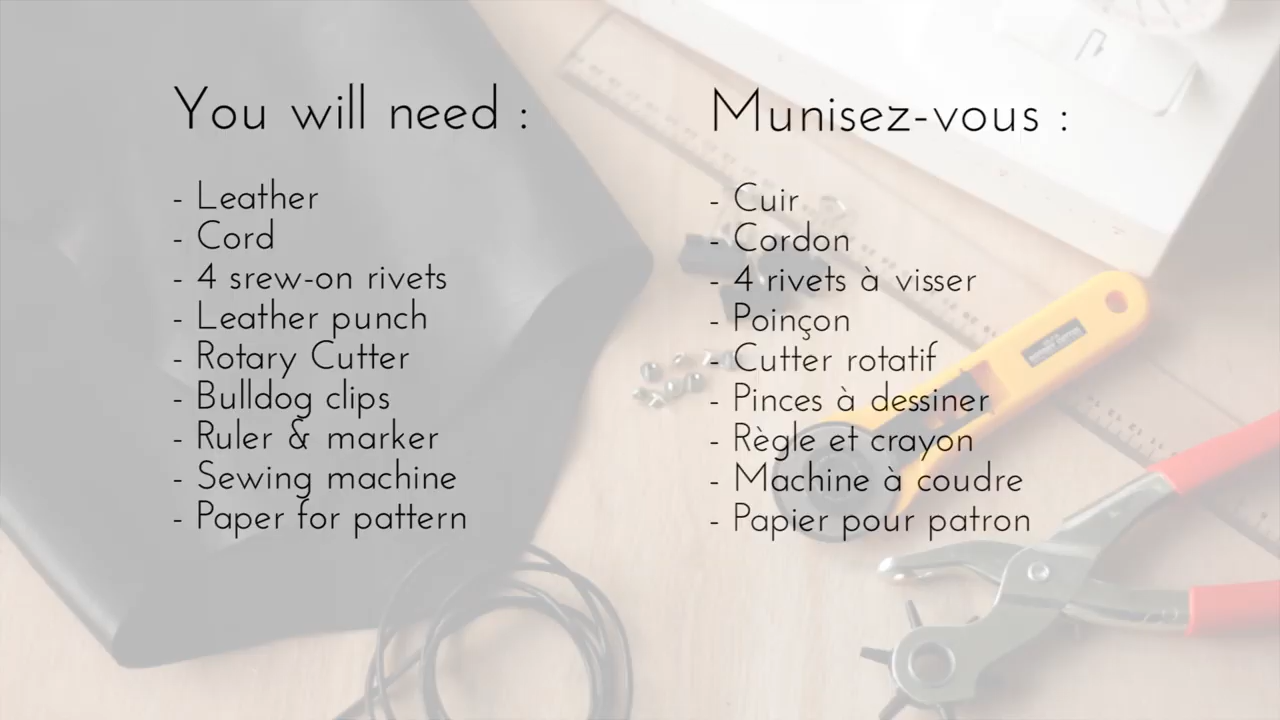 You will need :
- Leather
- Cord
- 4 srew-on rivets
- Leather punch
- Rotary Cutter
- Bulldog clips
- Ruler & marker
- Sewing machine
- Paper for pattern
Munisez-vous :
- Cuir
- Cordon
- 4 rivets à visser
- Poinçon
- Cutter rotatif
- Pinces à dessiner
- Règle et crayon
- Machine à coudre
- Papier pour patron